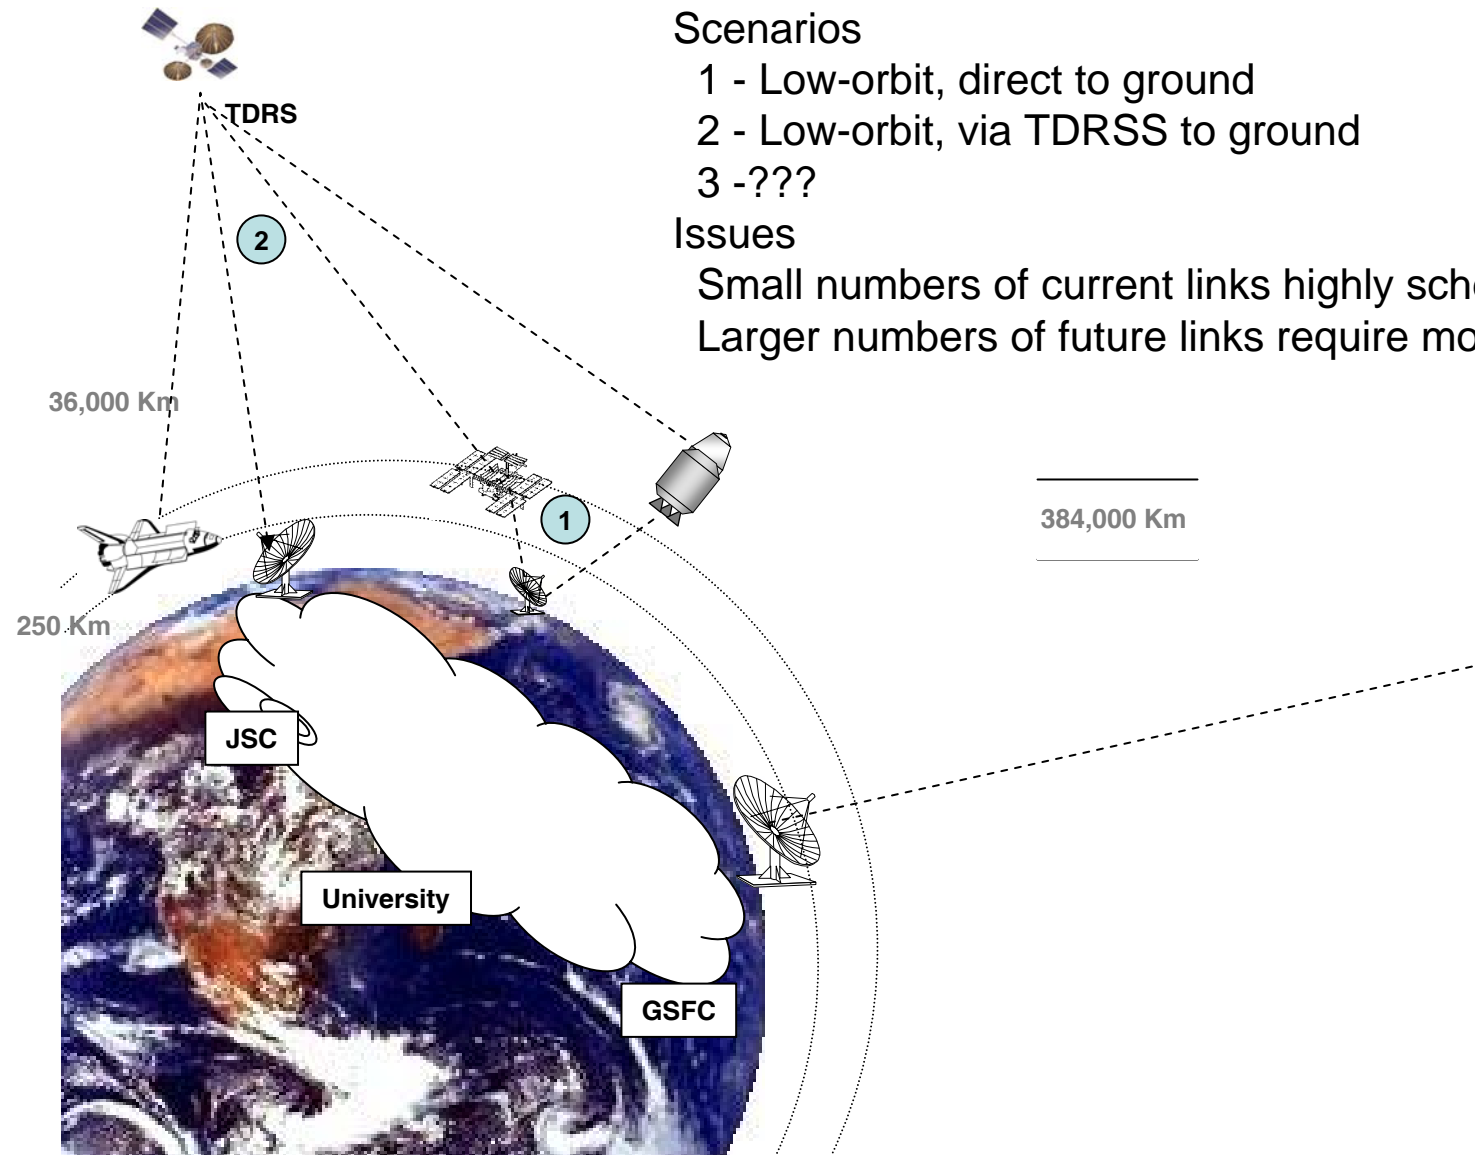 Scenarios
1 - Low-orbit, direct to ground
2 - Low-orbit, via TDRSS to ground
3 -???
Issues
Small numbers of current links highly
Larger numbers of future links require
TDRS
2
36,000 Km
1
384,000 Km
250 Km
JSC
University
GSFC